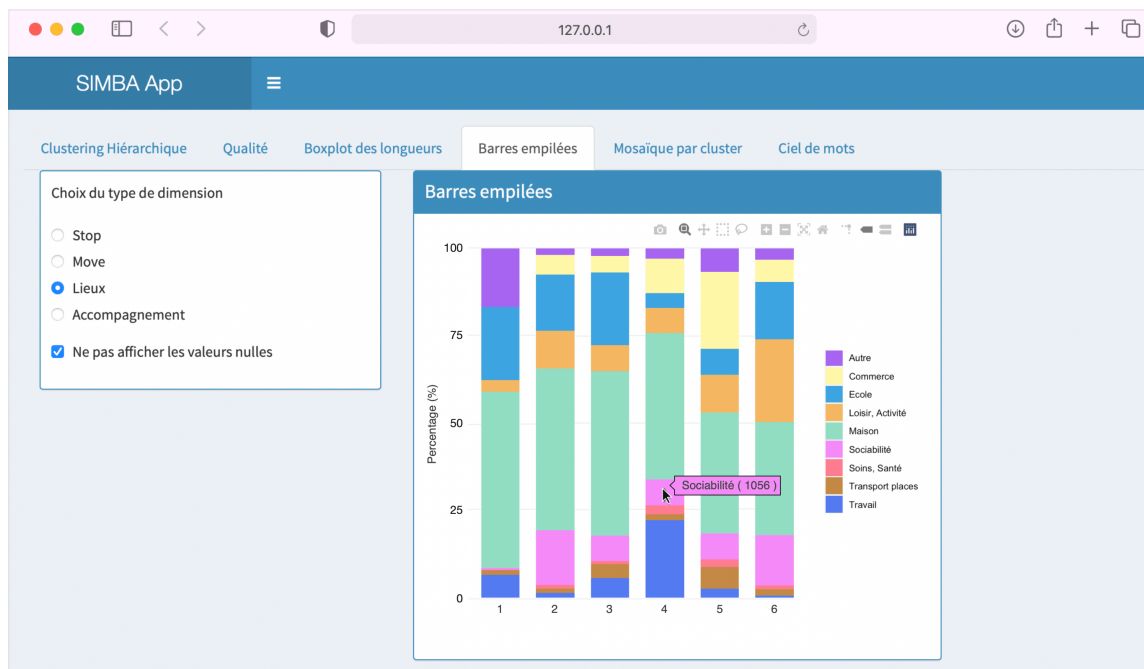 127.0.0.1
SIMBA App
Clustering Hiérarchique Qualité Boxplot des longueurs Barres empilées Mosaïque par cluster Ciel de mots
Choix du type de dimension
Stop
Move
Lieux
Accompagnement
Ne pas afficher les valeurs nulles
Barres empilées
100
75
50
25
0
Percentage (%)
1 2 3 4 5 6
Sociabilité ( 1056 )
Autre
Commerce
Ecole
Loisir, Activité
Maison
Sociabilité
Soins, Santé
Transport places
Travail